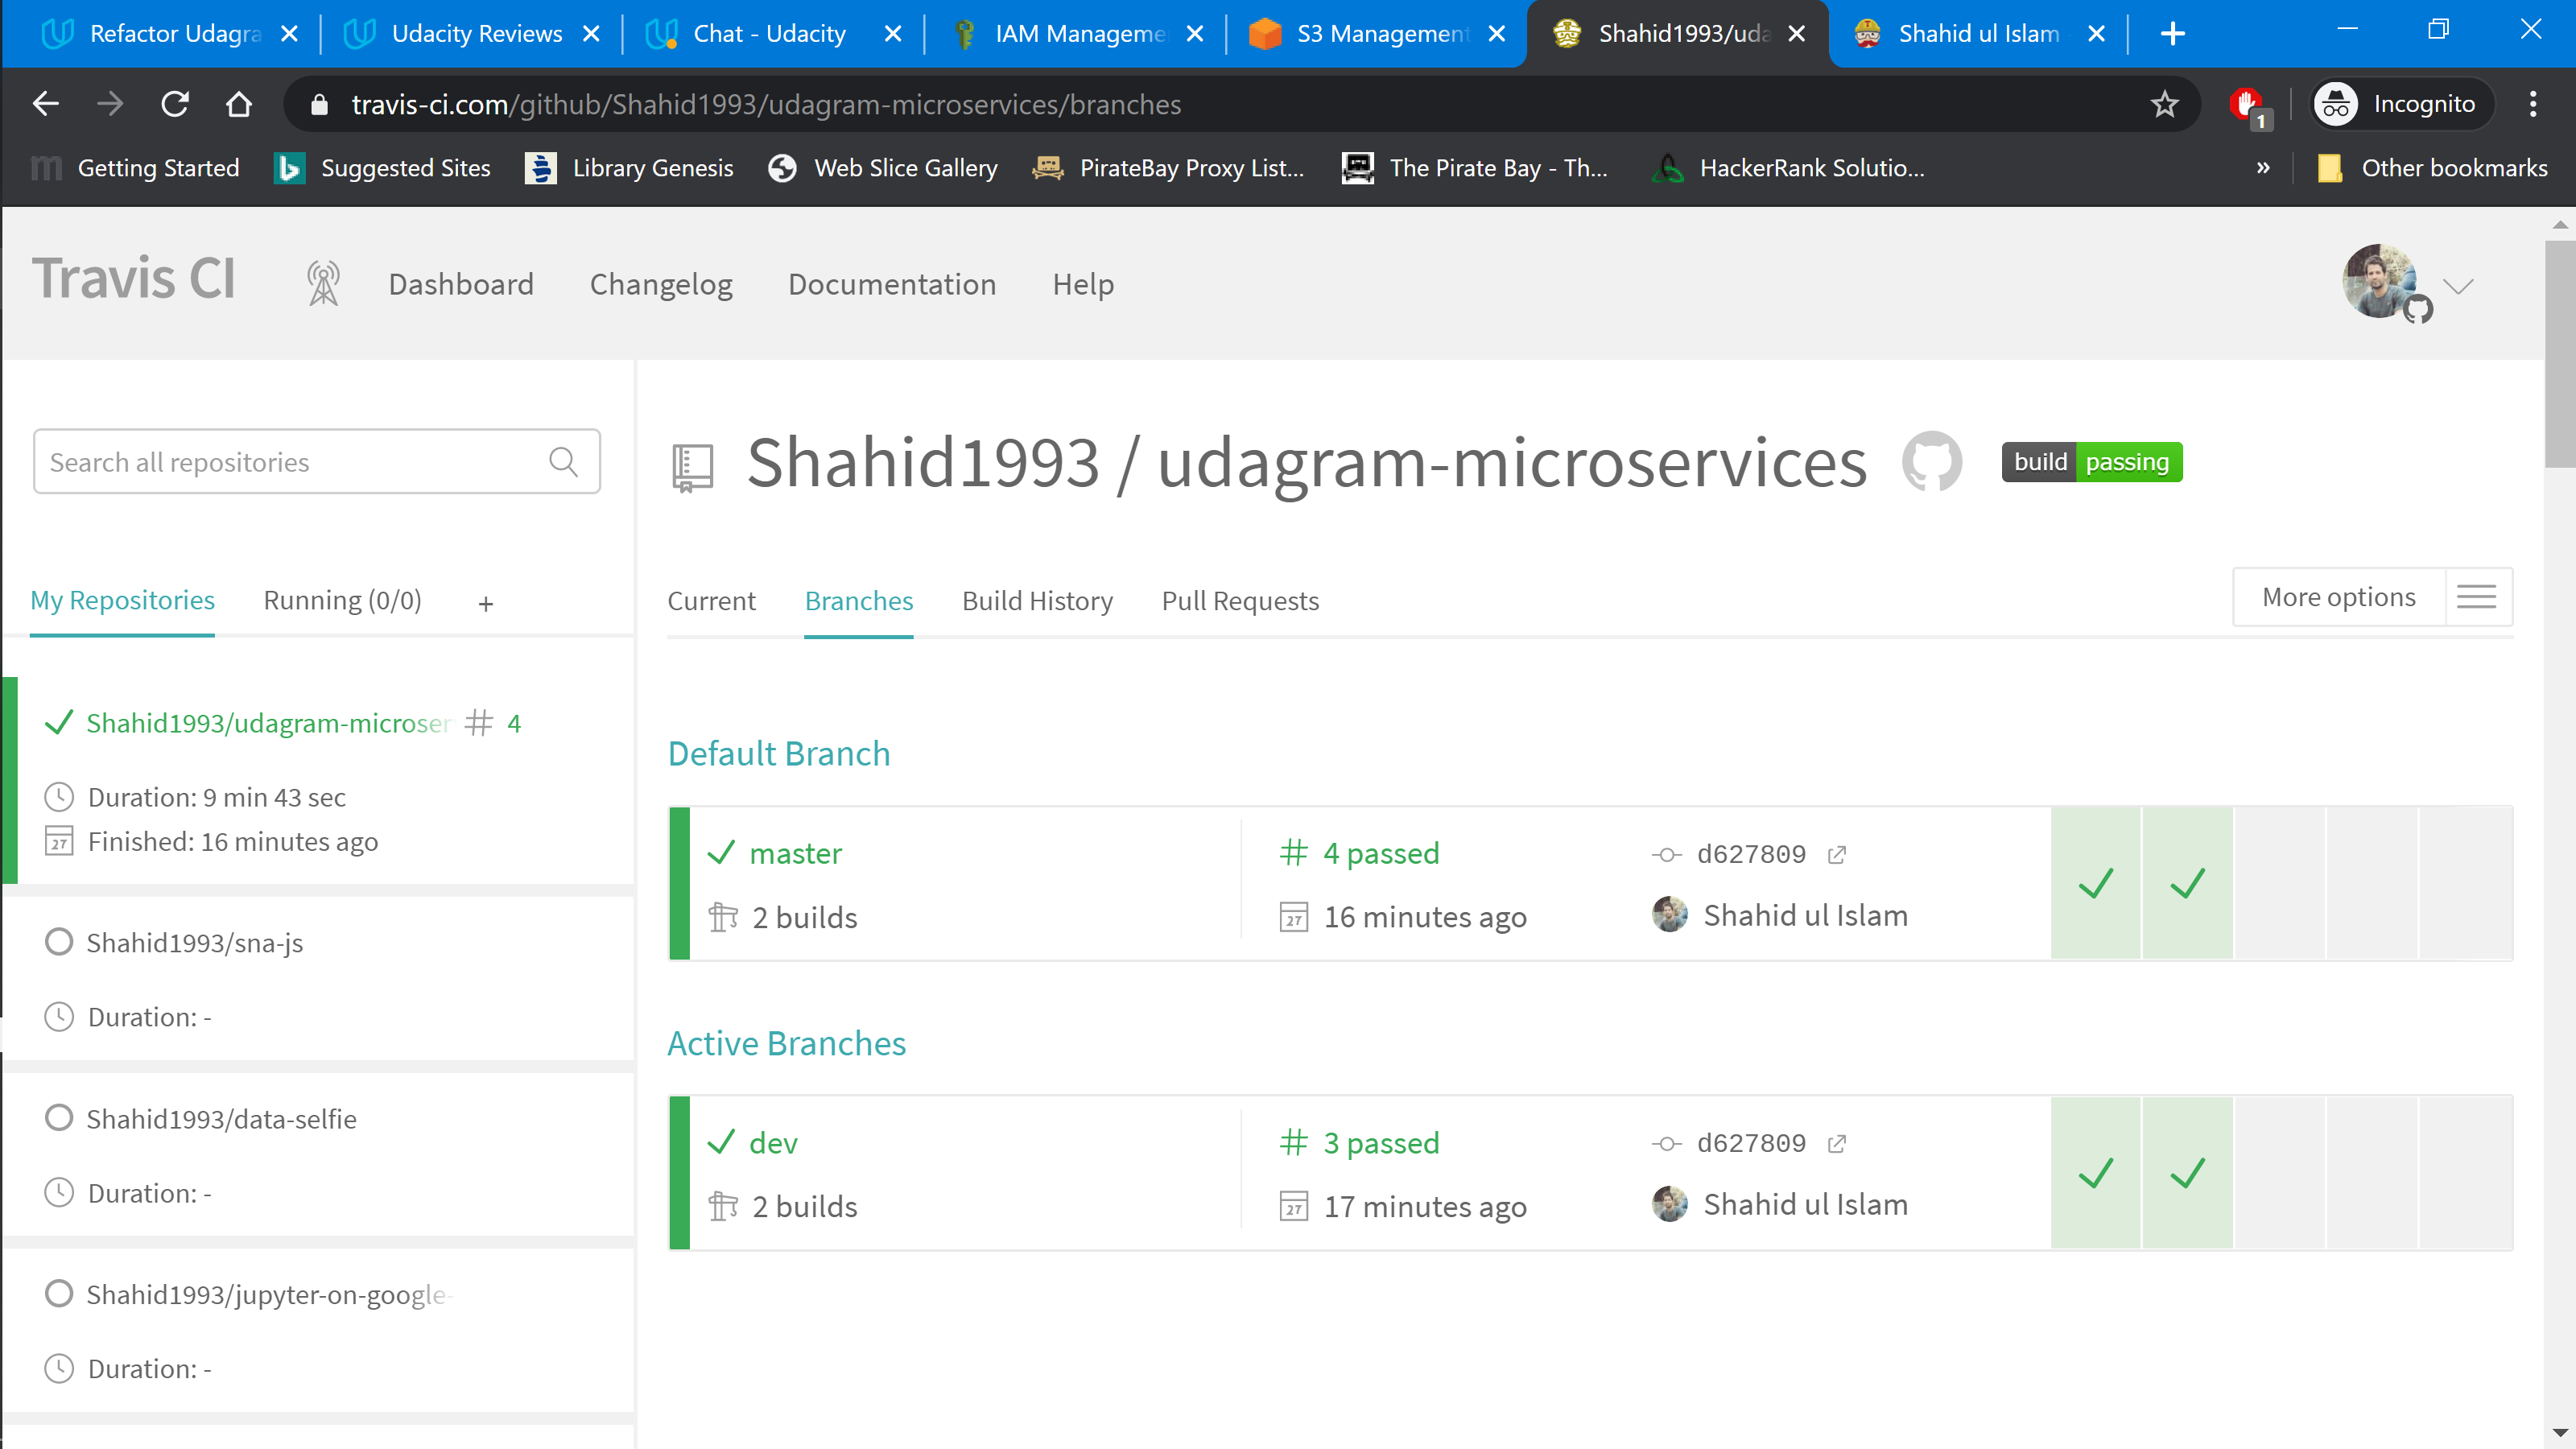 Refactor Udagra
Udacity Reviews
Chat - Udacity
IAM Manageme
S3 Management
Shahid1993/uda
Shahid ul Islam
travis-ci.com/github/Shahid1993/udagram-microservices/branches
1
Incognito
Getting Started
Suggested Sites
Library Genesis
Web Slice Gallery
PirateBay Proxy List...
The Pirate Bay - Th...
HackerRank Solutio...
»
Other bookmarks
Travis CI
Dashboard
Changelog
Documentation
Help
Search all repositories
My Repositories
Running (0/0)
+
Shahid1993/udagram-microser
# 4
Duration: 9 min 43 sec
27 Finished: 16 minutes ago
Shahid1993/sna-js
Duration: -
Shahid1993/data-selfie
Duration: -
Shahid1993/jupyter-on-google-
Duration: -
Shahid1993 / udagram-microservices
build passing
Current
Branches
Build History
Pull Requests
More options
Default Branch
master
# 4 passed
d627809
2 builds
27 16 minutes ago
Shahid ul Islam
Active Branches
dev
# 3 passed
d627809
2 builds
27 17 minutes ago
Shahid ul Islam